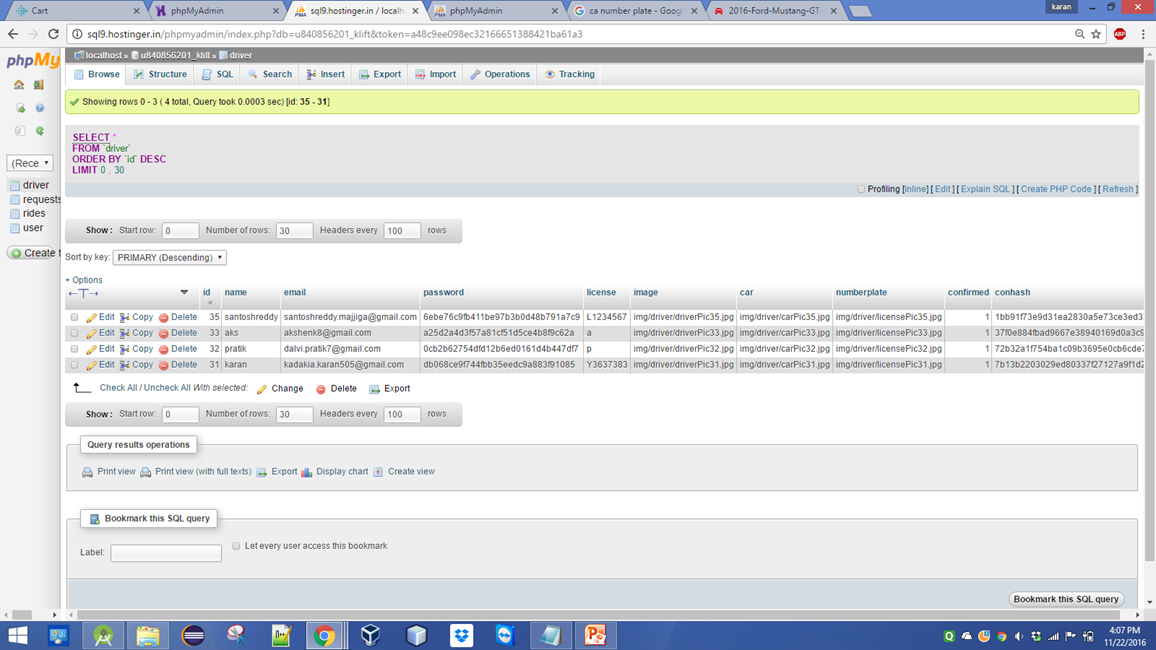 Cart
phpMyAdmin
sql9.hostinger.in / localh
phpMyAdmin
ca number plate - Googl
2016-Ford-Mustang-GT-
karan
sql9.hostinger.in/phpmyadmin/index.php?db=u840856201_klift&token=a48c9ee098ec32166651388421ba61a3
ABP
phpMy
localhost » u840856201_klift » driver
Browse Structure SQL Search Insert Export Import Operations Tracking
Showing rows 0 - 3 ( 4 total, Query took 0.0003 sec) [id: 35 - 31]
SELECT *
FROM `driver`
ORDER BY `id` DESC
LIMIT 0 , 30
(Rece
driver
requests
rides
user
Create t
Profiling [Inline] [ Edit ] [ Explain SQL ] [ Create PHP Code ] [ Refresh ]
Show : Start row: 0 Number of rows: 30 Headers every 100 rows
Sort by key: PRIMARY (Descending)
+ Options
←T→ id name email password license image car numberplate confirmed conhash
Edit Copy Delete 35 santoshreddy santoshreddy.majjiga@gmail.com 6ebe76c9fb411be97b3b0d48b791a7c9 L1234567 img/driver/driverPic35.jpg img/driver/carPic35.jpg img/driver/licensePic35.jpg 1 1bb91f73e9d31ea2830a5e73ce3ed3
Edit Copy Delete 33 aks akshenk8@gmail.com a25d2a4d3f57a81cf51d5ce4b8f9c62a a img/driver/driverPic33.jpg img/driver/carPic33.jpg img/driver/licensePic33.jpg 1 37f0e884fbad9667e38940169d0a3c9
Edit Copy Delete 32 pratik dalvi.pratik7@gmail.com 0cb2b62754dfd12b6ed0161d4b447df7 p img/driver/driverPic32.jpg img/driver/carPic32.jpg img/driver/licensePic32.jpg 1 72b32a1f754ba1c09b3695e0cb6cde7
Edit Copy Delete 31 karan kadakia.karan505@gmail.com db068ce9f744fbb35eedc9a883f91085 Y3637383 img/driver/driverPic31.jpg img/driver/carPic31.jpg img/driver/licensePic31.jpg 1 7b13b2203029ed80337f27127a9f1d2
Check All / Uncheck All With selected: Change Delete Export
Show : Start row: 0 Number of rows: 30 Headers every 100 rows
Query results operations
Print view Print view (with full texts) Export Display chart Create view
Bookmark this SQL query
Label: Let every user access this bookmark
Bookmark this SQL query
4:07 PM
11/22/2016